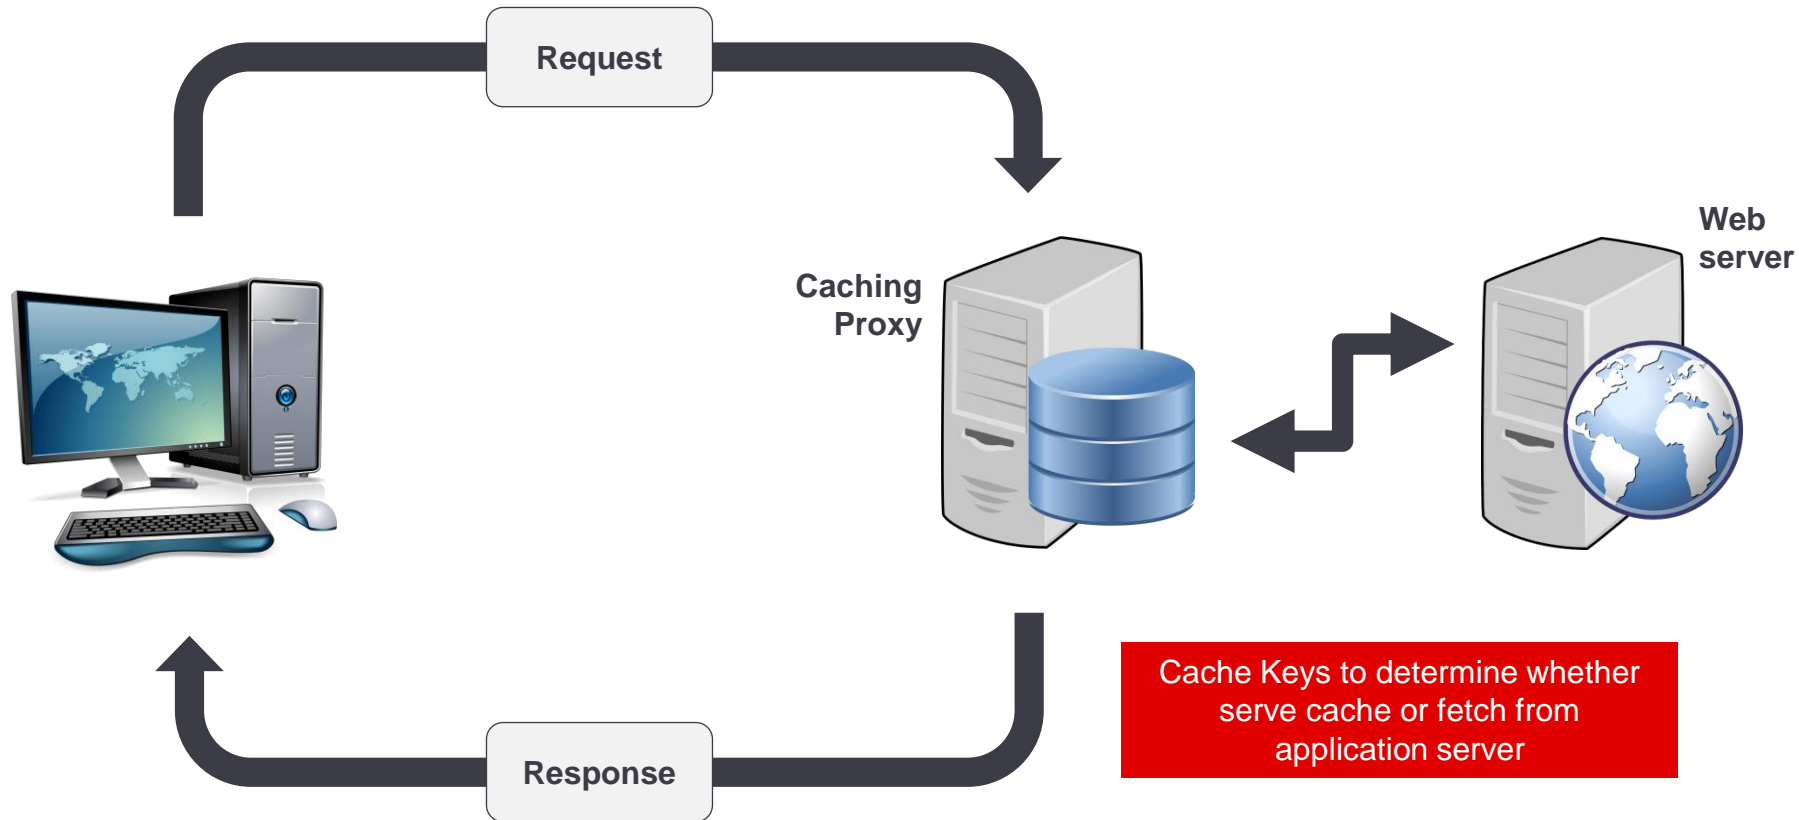 Request
Web
server
Caching
Proxy
Cache Keys to determine whether
serve cache or fetch from
application server
Response